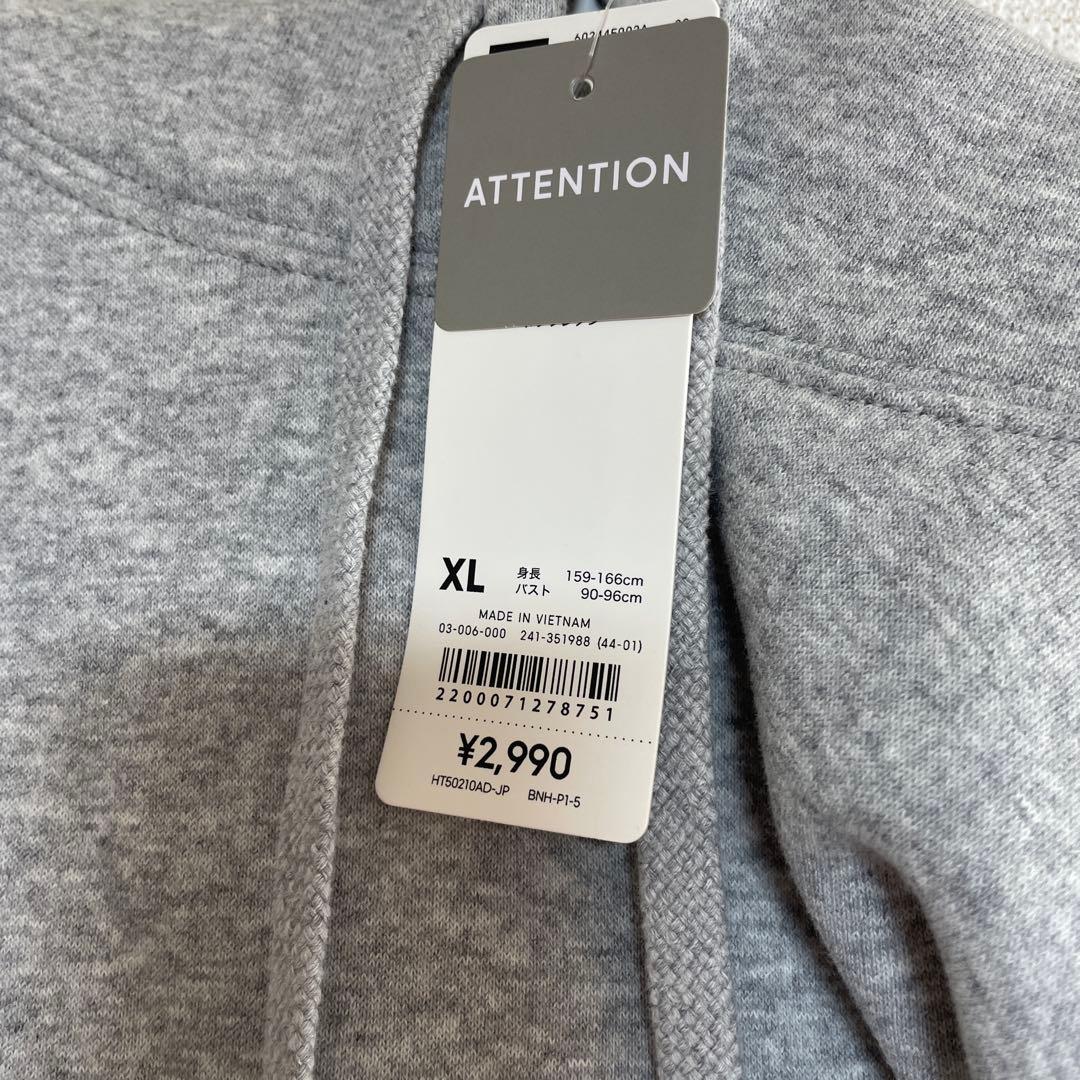 ATTENTION
XL 身長 159-166cm
バスト 90-96cm
MADE IN VIETNAM
03-006-000 241-351988 (44-01)
2200071278751
¥2,990
HT50210AD-JP BNH-P1-5